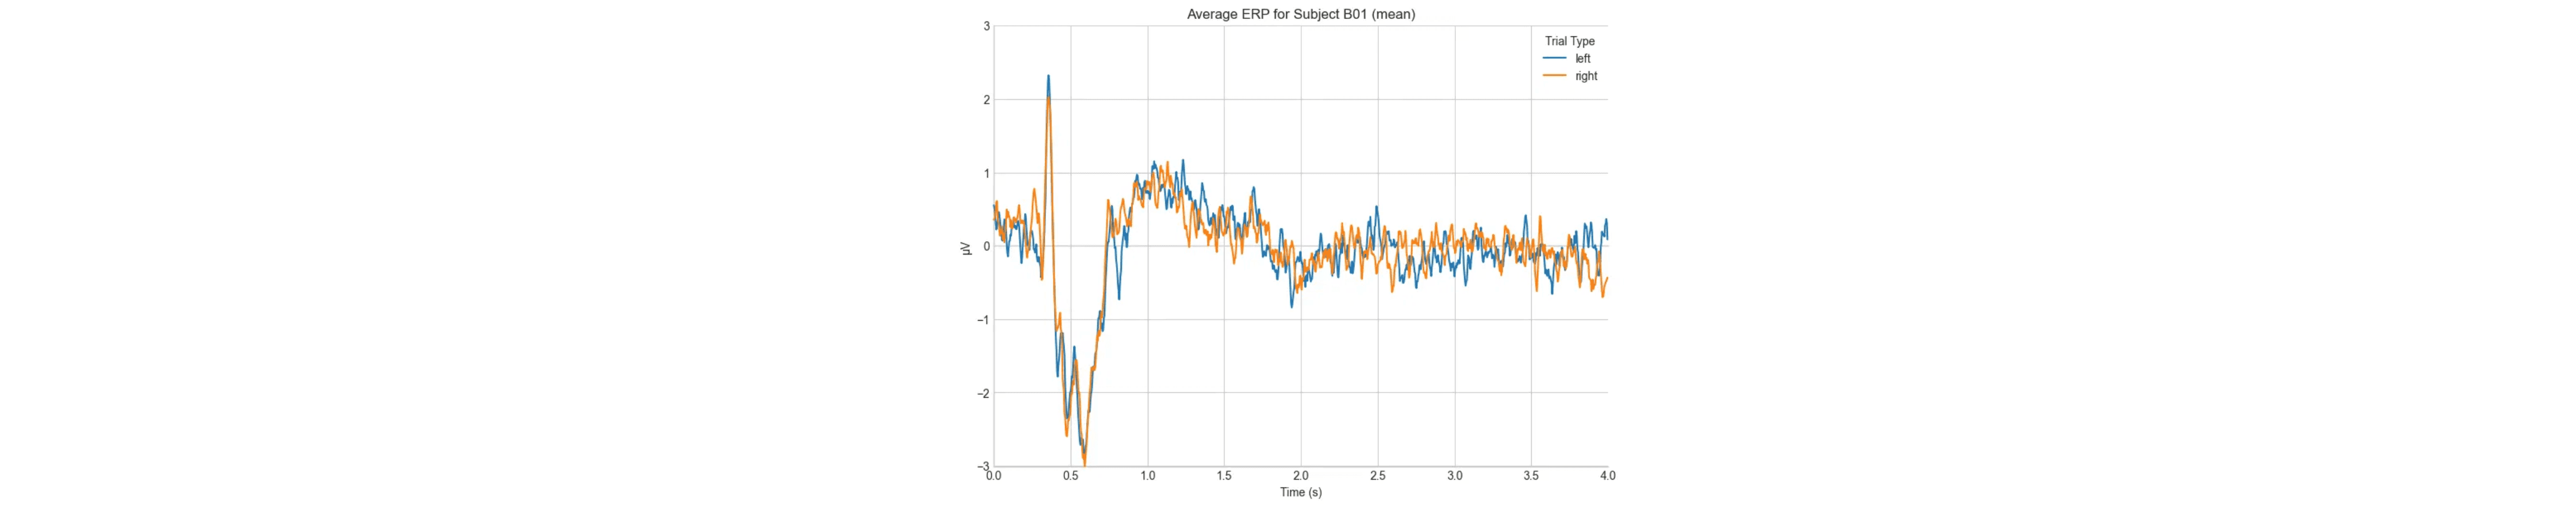 Average ERP for Subject B01 (mean)
3
2
1
0
−1
−2
−3
µV
Trial Type
left
right
0.0 0.5 1.0 1.5 2.0 2.5 3.0 3.5 4.0
Time (s)